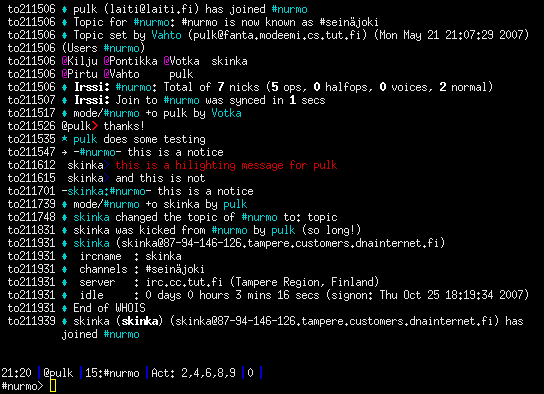 to211506 ♦ pulk (laiti@laiti.fi) has joined #nurmo
to211506 ♦ Topic for #nurmo: #nurmo is now known as #seinäjoki
to211506 ♦ Topic set by Vahto (pulk@fanta.modeemi.cs.tut.fi) (Mon May 21 21:07:29 2007)
to211506 (Users #nurmo)
to211506 @Kilju @Pontikka @Votka  skinka
to211506 @Pirtu @Vahto     pulk
to211506 ♦ Irssi: #nurmo: Total of 7 nicks (5 ops, 0 halfops, 0 voices, 2 normal)
to211507 ♦ Irssi: Join to #nurmo was synced in 1 secs
to211517 ♦ mode/#nurmo +o pulk by Votka
to211526 @pulk> thanks!
to211535 * pulk does some testing
to211547 → -#nurmo- this is a notice
to211612  skinka> this is a hilighting message for pulk
to211615  skinka  and this is not
to211701 -skinka:#nurmo- this is a notice
to211739 ♦ mode/#nurmo +o skinka by pulk
to211748 ♦ skinka changed the topic of #nurmo to: topic
to211831 ♦ skinka was kicked from #nurmo by pulk (so long!)
to211931 ♦ skinka (skinka@87-94-146-126.tampere.customers.dnainternet.fi)
to211931 ♦  ircname  : skinka
to211931 ♦  channels : #seinäjoki
to211931 ♦  server   : irc.cc.tut.fi (Tampere Region, Finland)
to211931 ♦  idle     : 0 days 0 hours 3 mins 16 secs (signon: Thu Oct 25 18:19:34 2007)
to211931 ♦ End of WHOIS
to211939 ♦ skinka (skinka) (skinka@87-94-146-126.tampere.customers.dnainternet.fi) has
joined #nurmo
21:20 |@pulk |15:#nurmo |Act: 2,4,6,8,9 |0 |
#nurmo>